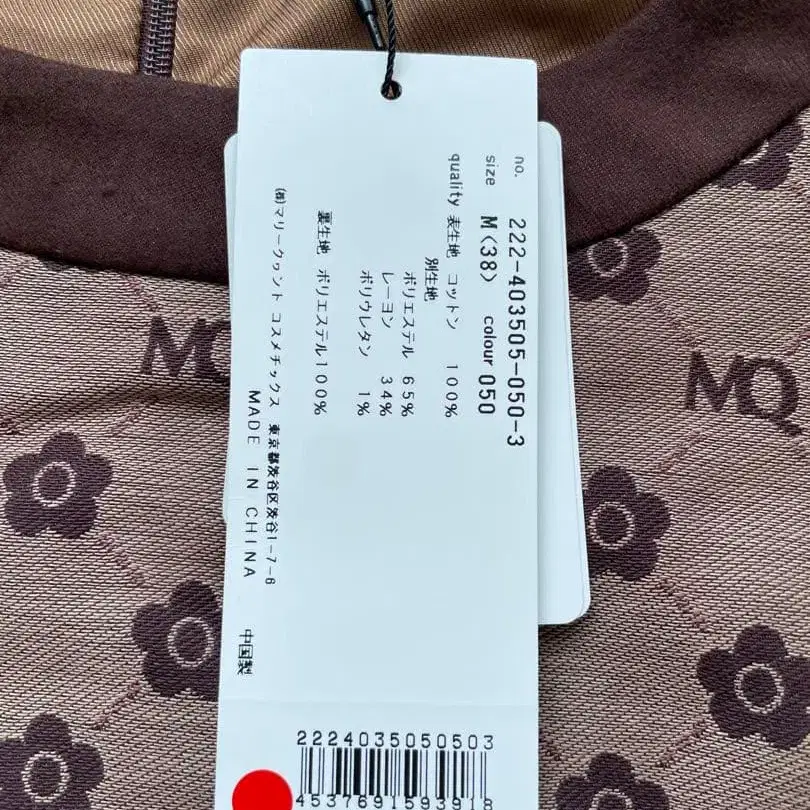 no. 222-403505-050-3
size M(38) colour 050
quality 表生地 コットン 100%
別生地
ポリエステル 65%
レーヨン 34%
ポリウレタン 1%
裏生地 ポリエステル100%
㈱マリークヮント コスメチックス 東京都渋谷区渋谷1-7-6
MADE IN CHINA 中国製
2224035050503
4537691593918
MQ
MQ